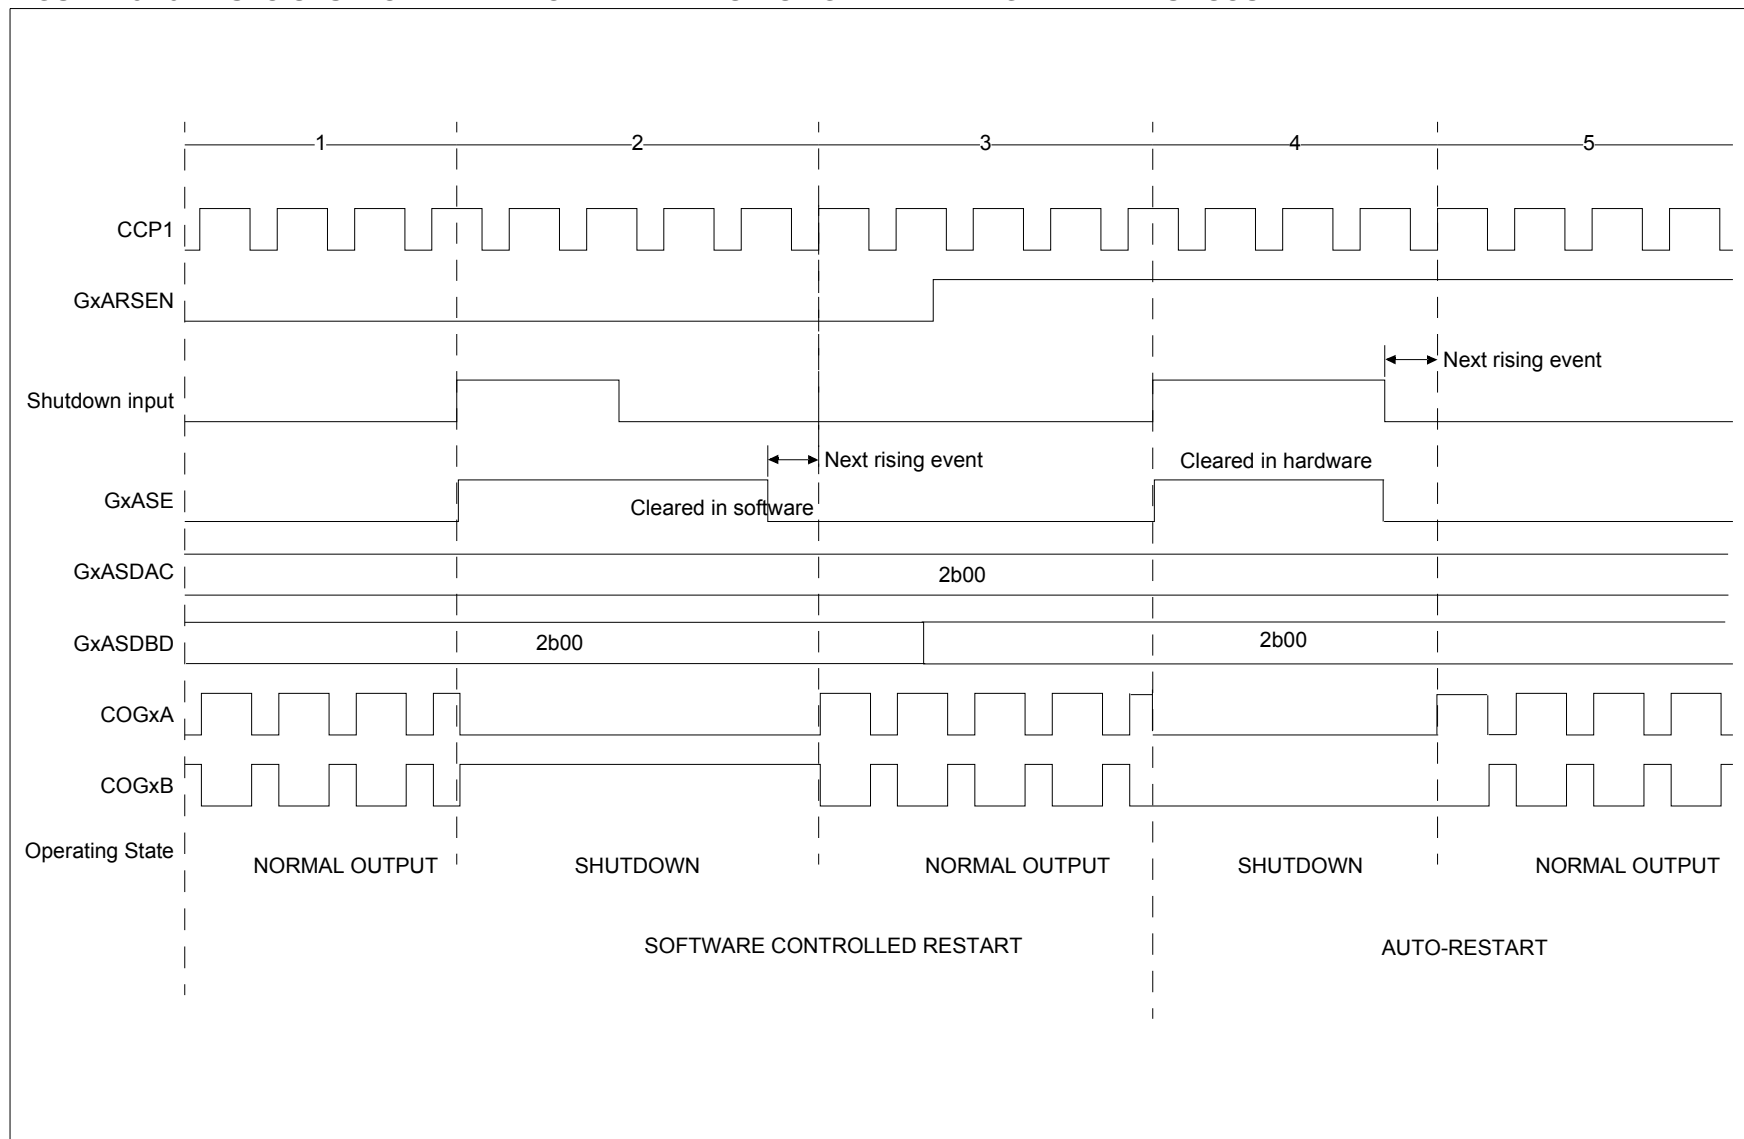 1 2 3 4 5
CCP1
GxARSEN
Next rising event
Shutdown input
Next rising event
Cleared in hardware
GxASE
Cleared in software
GxASDAC
2b00
GxASDBD
2b00
2b00
COGxA
COGxB
Operating State
NORMAL OUTPUT SHUTDOWN NORMAL OUTPUT SHUTDOWN NORMAL OUTPUT
SOFTWARE CONTROLLED RESTART AUTO-RESTART